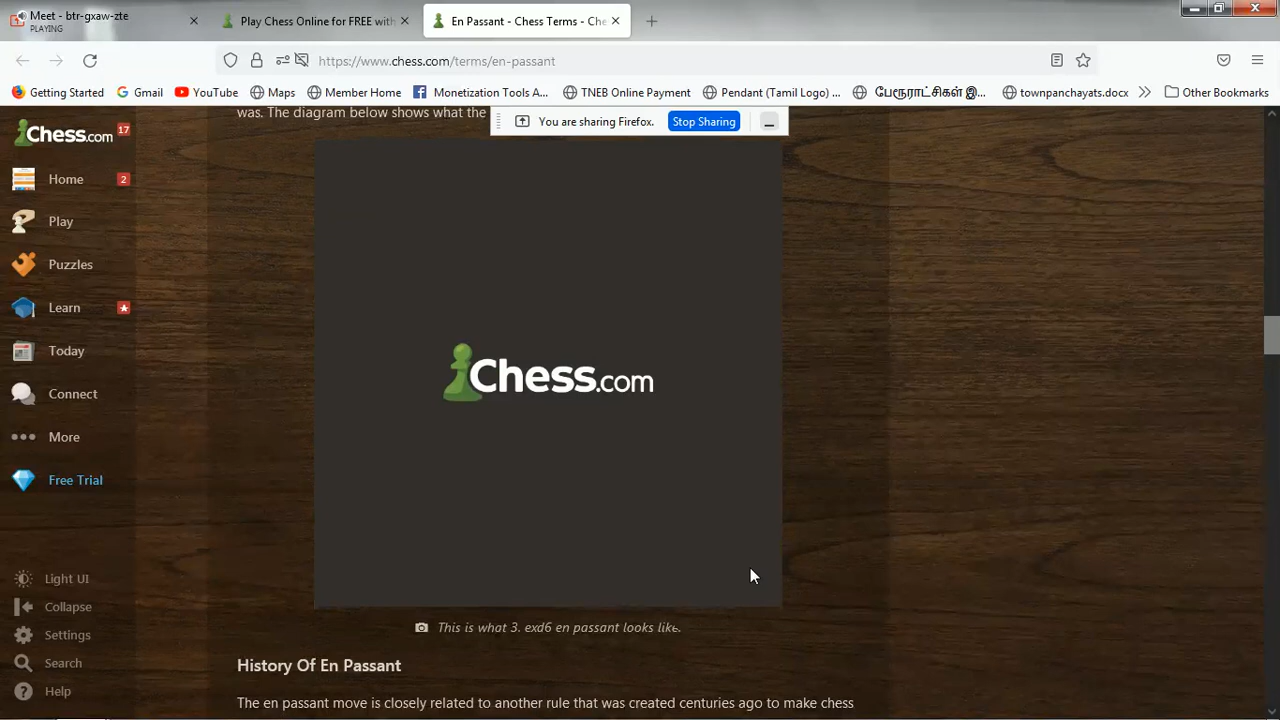 Meet - btr-gxaw-zte
PLAYING
Play Chess Online for FREE with
En Passant - Chess Terms - Che
https://www.chess.com/terms/en-passant
Getting Started
Gmail
YouTube
Maps
Member Home
Monetization Tools A...
TNEB Online Payment
Pendant (Tamil Logo) ...
பேரூராட்சிகள் இ...
townpanchayats.docx
Other Bookmarks
was. The diagram below shows what the
You are sharing Firefox.
Stop Sharing
Chess.com
17
Home
2
Play
Puzzles
Learn
Today
Connect
More
Free Trial
Chess.com
Light UI
Collapse
Settings
Search
Help
This is what 3. exd6 en passant looks like.
History Of En Passant
The en passant move is closely related to another rule that was created centuries ago to make chess